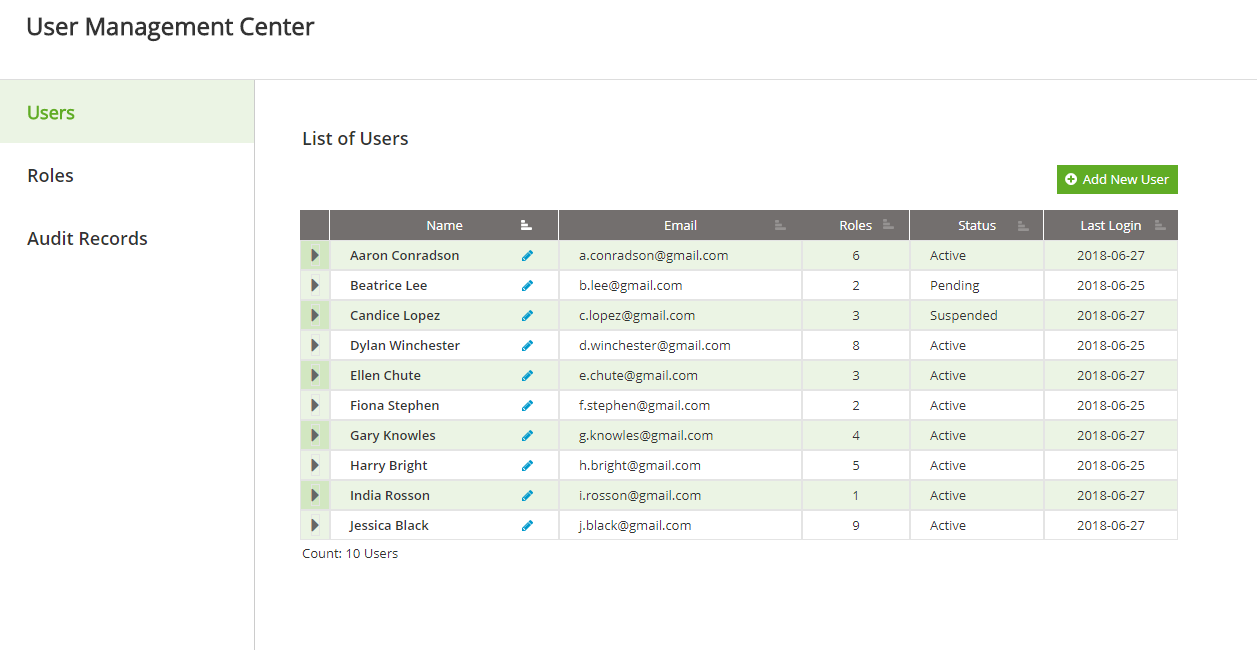 User Management Center
Users
Roles
Audit Records
List of Users
Add New User
Name Email Roles Status Last Login
Aaron Conradson a.conradson@gmail.com 6 Active 2018-06-27
Beatrice Lee b.lee@gmail.com 2 Pending 2018-06-25
Candice Lopez c.lopez@gmail.com 3 Suspended 2018-06-27
Dylan Winchester d.winchester@gmail.com 8 Active 2018-06-25
Ellen Chute e.chute@gmail.com 3 Active 2018-06-27
Fiona Stephen f.stephen@gmail.com 2 Active 2018-06-25
Gary Knowles g.knowles@gmail.com 4 Active 2018-06-27
Harry Bright h.bright@gmail.com 5 Active 2018-06-25
India Rosson i.rosson@gmail.com 1 Active 2018-06-27
Jessica Black j.black@gmail.com 9 Active 2018-06-27
Count: 10 Users